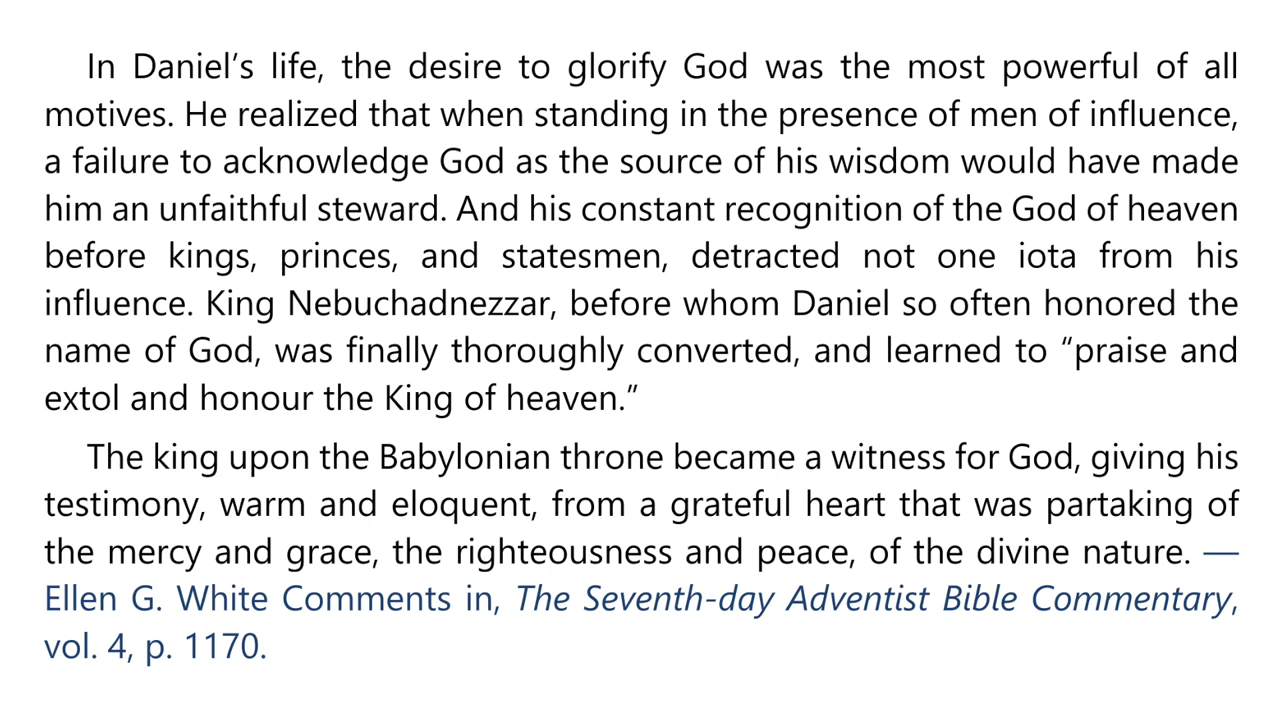 In Daniel’s life, the desire to glorify God was the most powerful of all
motives. He realized that when standing in the presence of men of influence,
a failure to acknowledge God as the source of his wisdom would have made
him an unfaithful steward. And his constant recognition of the God of heaven
before kings, princes, and statesmen, detracted not one iota from his
influence. King Nebuchadnezzar, before whom Daniel so often honored the
name of God, was finally thoroughly converted, and learned to “praise and
extol and honour the King of heaven.”
The king upon the Babylonian throne became a witness for God, giving his
testimony, warm and eloquent, from a grateful heart that was partaking of
the mercy and grace, the righteousness and peace, of the divine nature. —
Ellen G. White Comments in, The Seventh-day Adventist Bible Commentary,
vol. 4, p. 1170.